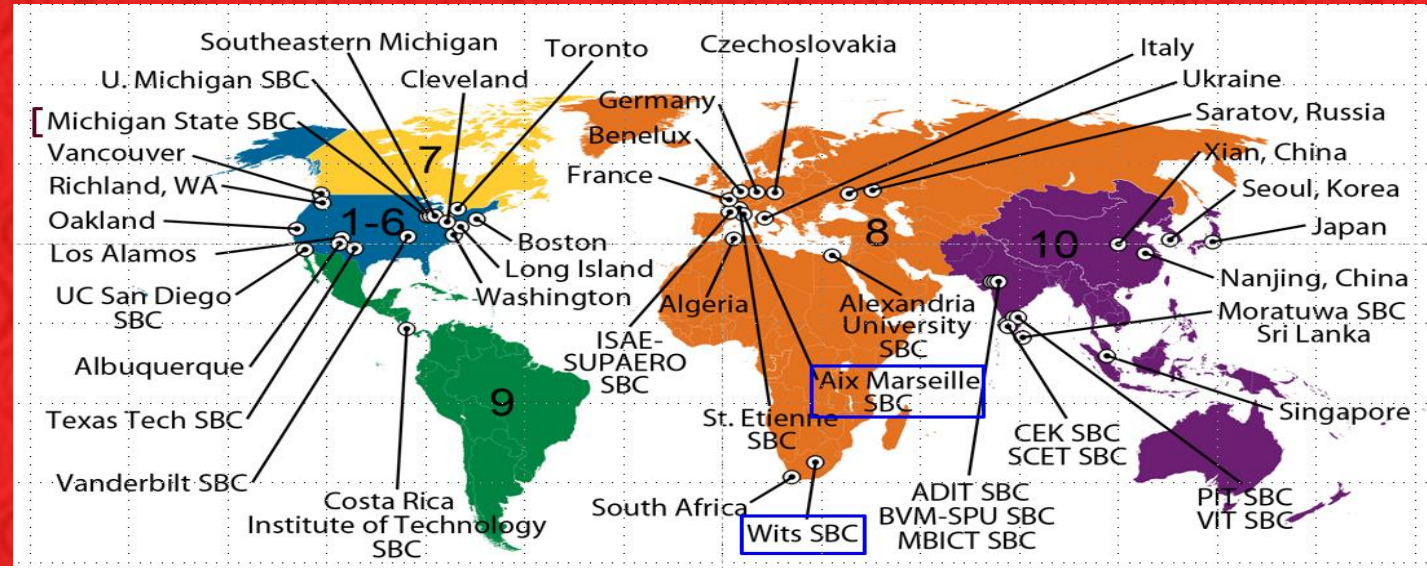 Southeastern Michigan
Toronto
Czechoslovakia
Italy
U. Michigan SBC
Cleveland
Ukraine
Germany
Saratov, Russia
[Michigan State SBC
Benelux
Vancouver
7
Xian, China
Richland, WA
France
Seoul, Korea
Oakland
1-6
8
10
Japan
Los Alamos
Boston
Long Island
Nanjing, China
UC San Diego
SBC
Washington
Algeria
Alexandria
University
SBC
Moratuwa SBC
Sri Lanka
ISAE-
SUPAERO
SBC
Albuquerque
9
Aix Marseille
SBC
Texas Tech SBC
St. Etienne
SBC
Singapore
CEK SBC
SCET SBC
Vanderbilt SBC
Costa Rica
Institute of Technology
SBC
South Africa
Wits SBC
ADIT SBC
BVM-SPU SBC
MBICT SBC
PIT SBC
VIT SBC